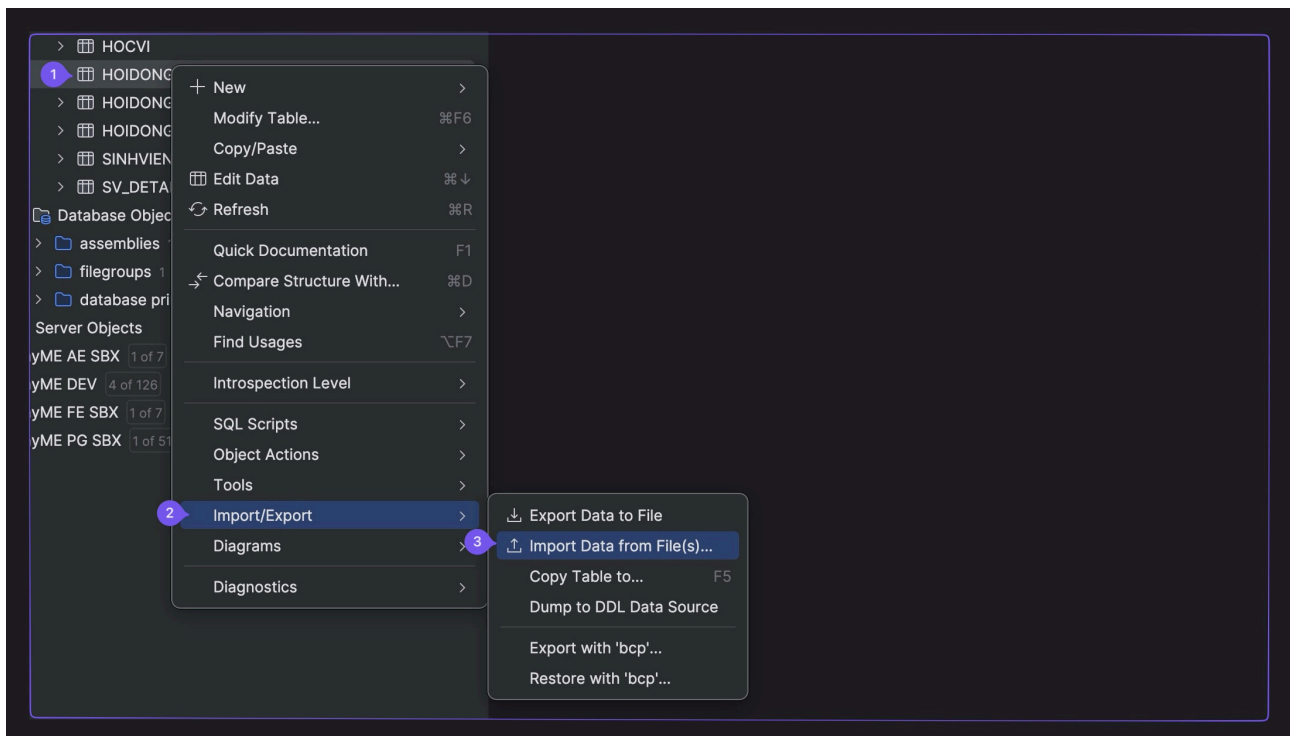 HOCVI
1 HOIDONG
HOIDONG
HOIDONG
SINHVIEN
SV_DETA
Database Objec
assemblies
filegroups 1
database pri
Server Objects
yME AE SBX 1 of 7
yME DEV 4 of 126
yME FE SBX 1 of 7
yME PG SBX 1 of 51
New
Modify Table... ⌘F6
Copy/Paste
Edit Data ⌘↓
Refresh ⌘R
Quick Documentation F1
Compare Structure With... ⌘D
Navigation
Find Usages ⌥F7
Introspection Level
SQL Scripts
Object Actions
Tools
2 Import/Export
Diagrams
Diagnostics
Export Data to File
3 Import Data from File(s)...
Copy Table to... F5
Dump to DDL Data Source
Export with 'bcp'...
Restore with 'bcp'...